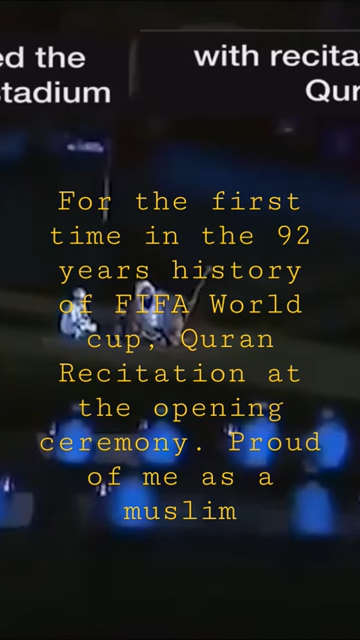 ed the
stadium
with recita
Qur
For the first
time in the 92
years history
of FIFA World
cup, Quran
Recitation at
the opening
ceremony. Proud
of me as a
muslim